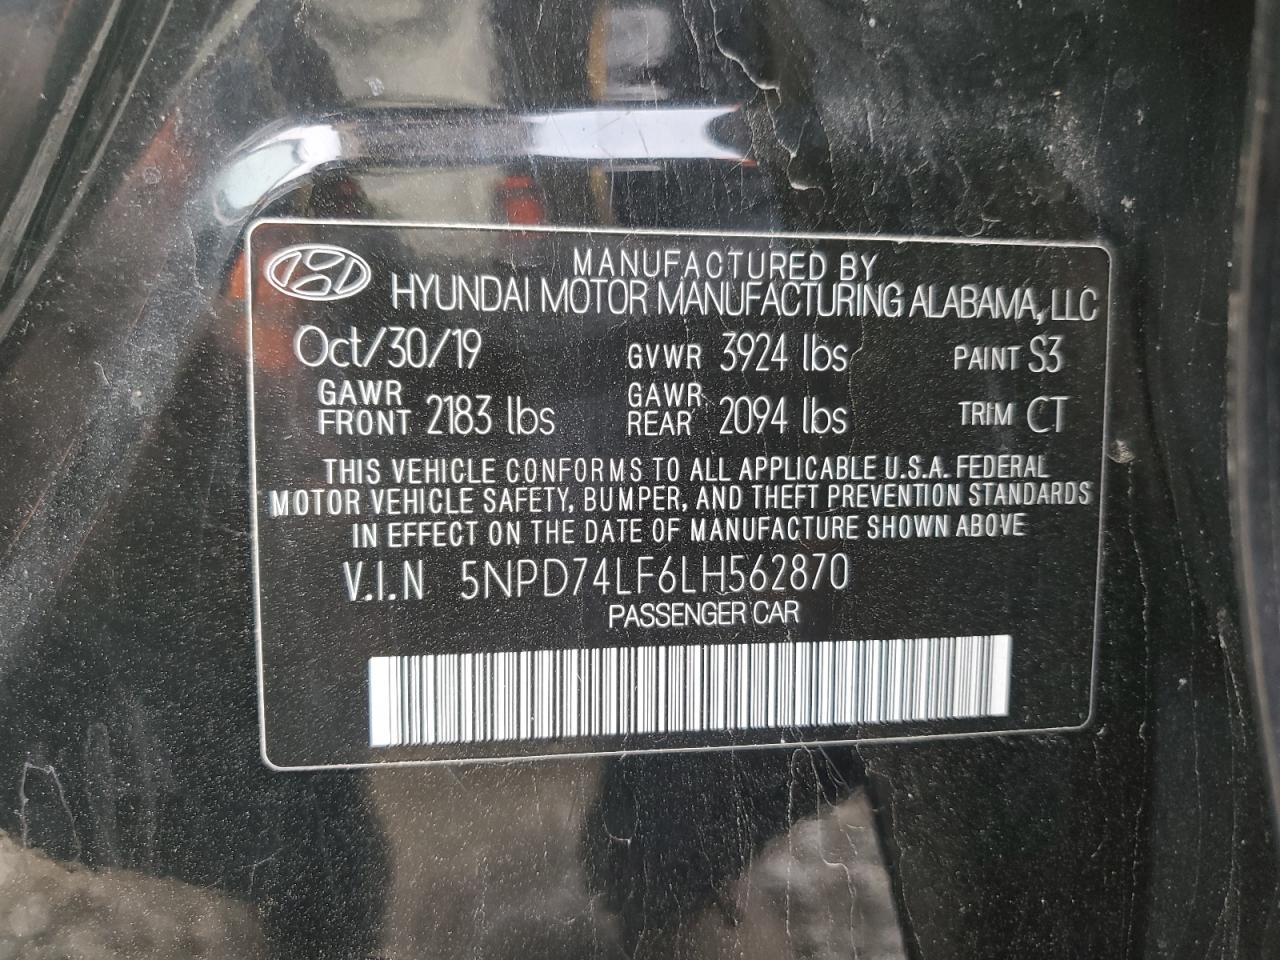 MANUFACTURED BY
HYUNDAI MOTOR MANUFACTURING ALABAMA, LLC
Oct/30/19 GVWR 3924 lbs PAINT S3
GAWR FRONT 2183 lbs GAWR REAR 2094 lbs TRIM CT
THIS VEHICLE CONFORMS TO ALL APPLICABLE U.S.A. FEDERAL
MOTOR VEHICLE SAFETY, BUMPER, AND THEFT PREVENTION STANDARDS
IN EFFECT ON THE DATE OF MANUFACTURE SHOWN ABOVE
V.I.N 5NPD74LF6LH562870
PASSENGER CAR